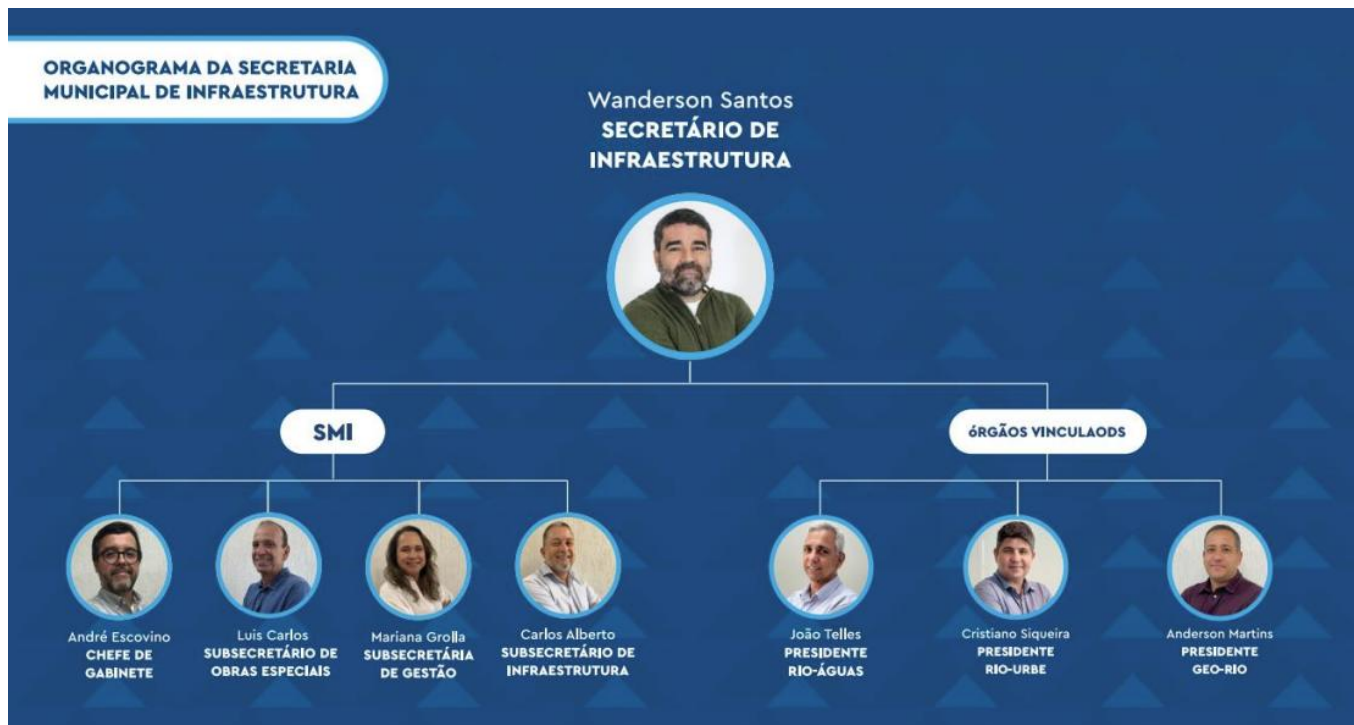 ORGANOGRAMA DA SECRETARIA
MUNICIPAL DE INFRAESTRUTURA
Wanderson Santos
SECRETÁRIO DE
INFRAESTRUTURA
SMI
óRGÃOS VINCULAODS
André Escovino
CHEFE DE
GABINETE
Luis Carlos
SUBSECRETÁRIO DE
OBRAS ESPECIAIS
Mariana Grolla
SUBSECRETÁRIA
DE GESTÃO
Carlos Alberto
SUBSECRETÁRIO DE
INFRAESTRUTURA
João Telles
PRESIDENTE
RIO-ÁGUAS
Cristiano Siqueira
PRESIDENTE
RIO-URBE
Anderson Martins
PRESIDENTE
GEO-RIO